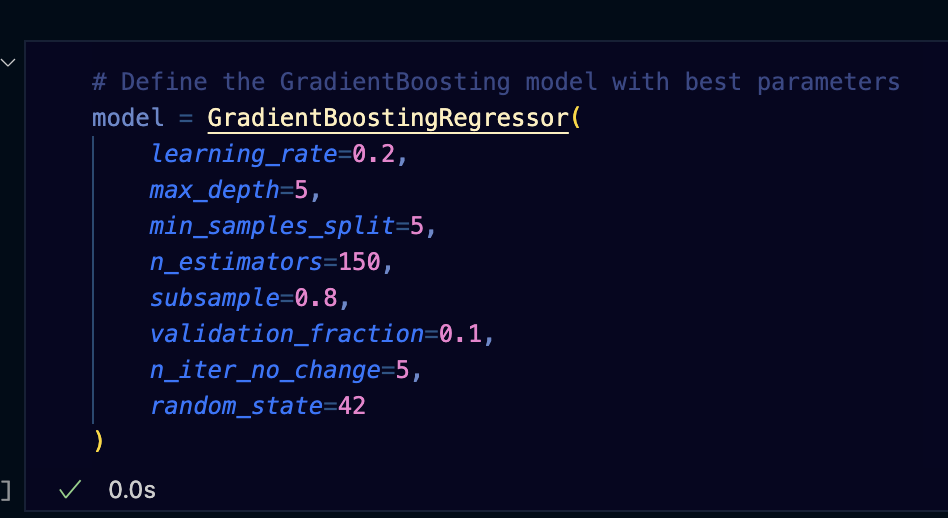 # Define the GradientBoosting model with best parameters
model = GradientBoostingRegressor(
    learning_rate=0.2,
    max_depth=5,
    min_samples_split=5,
    n_estimators=150,
    subsample=0.8,
    validation_fraction=0.1,
    n_iter_no_change=5,
    random_state=42
)
] ✓ 0.0s